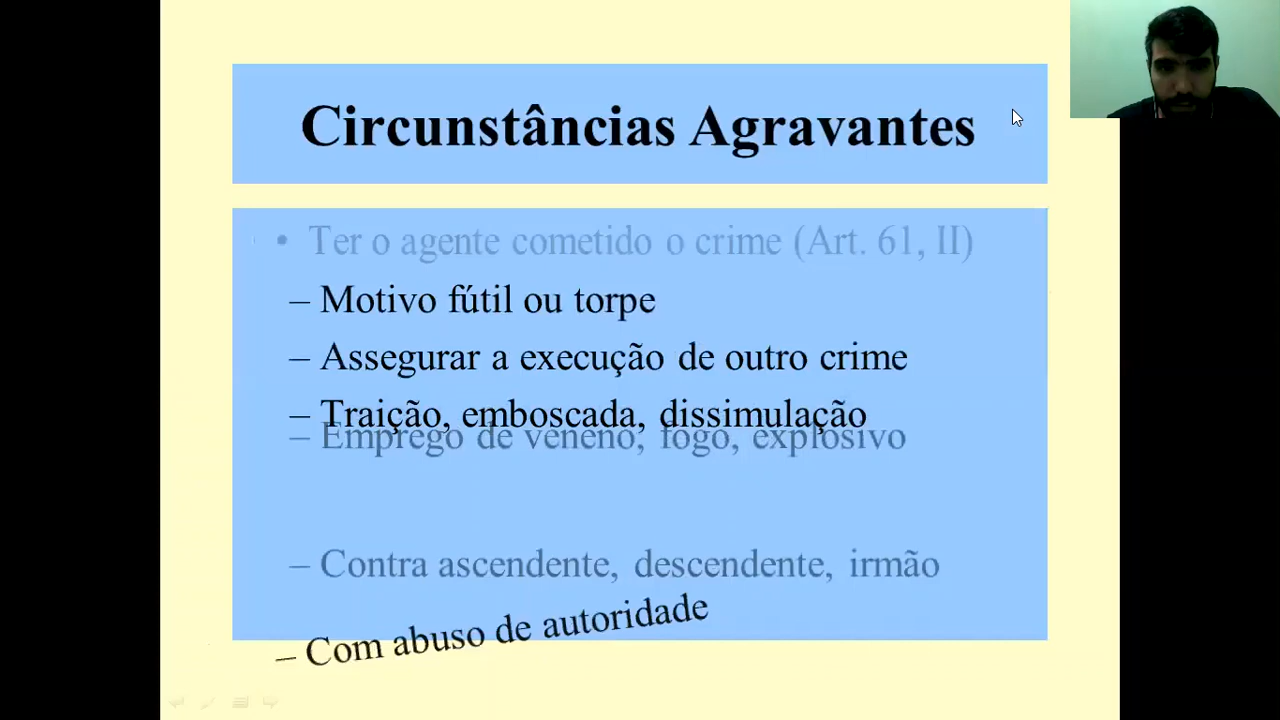 Circunstâncias Agravantes
• Ter o agente cometido o crime (Art. 61, II)
– Motivo fútil ou torpe
– Assegurar a execução de outro crime
– Traição, emboscada, dissimulação
– Emprego de veneno, fogo, explosivo
– Contra ascendente, descendente, irmão
– Com abuso de autoridade